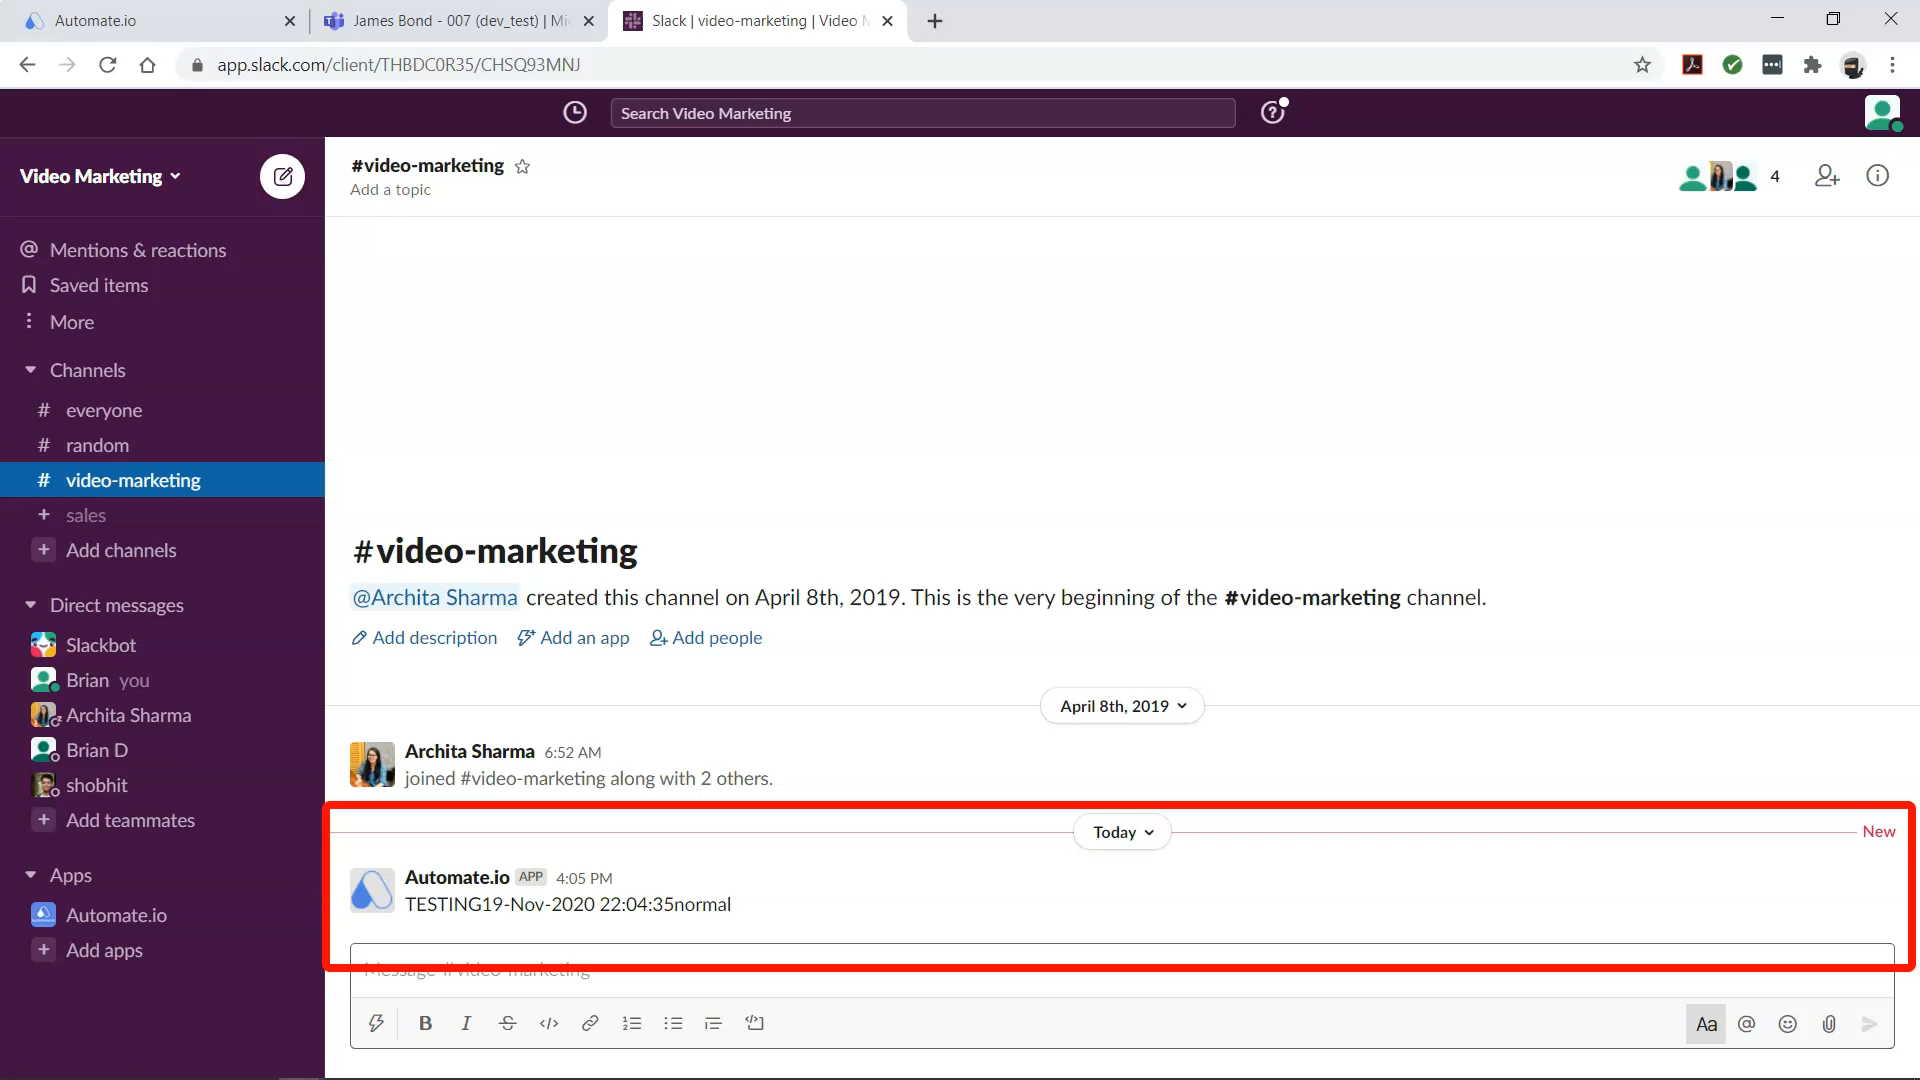 Automate.io
James Bond - 007 (dev_test) | Mi
Slack | video-marketing | Video M
app.slack.com/client/THBDC0R35/CHSQ93MNJ
Search Video Marketing
Video Marketing
#video-marketing
Add a topic
4
Mentions & reactions
Saved items
More
Channels
# everyone
# random
# video-marketing
+ sales
+ Add channels
Direct messages
Slackbot
Brian you
Archita Sharma
Brian D
shobhit
+ Add teammates
Apps
Automate.io
+ Add apps
#video-marketing
@Archita Sharma created this channel on April 8th, 2019. This is the very beginning of the #video-marketing channel.
Add description Add an app Add people
April 8th, 2019
Archita Sharma 6:52 AM
joined #video-marketing along with 2 others.
Today
New
Automate.io APP 4:05 PM
TESTING19-Nov-2020 22:04:35normal
Message #video-marketing
B I Aa @